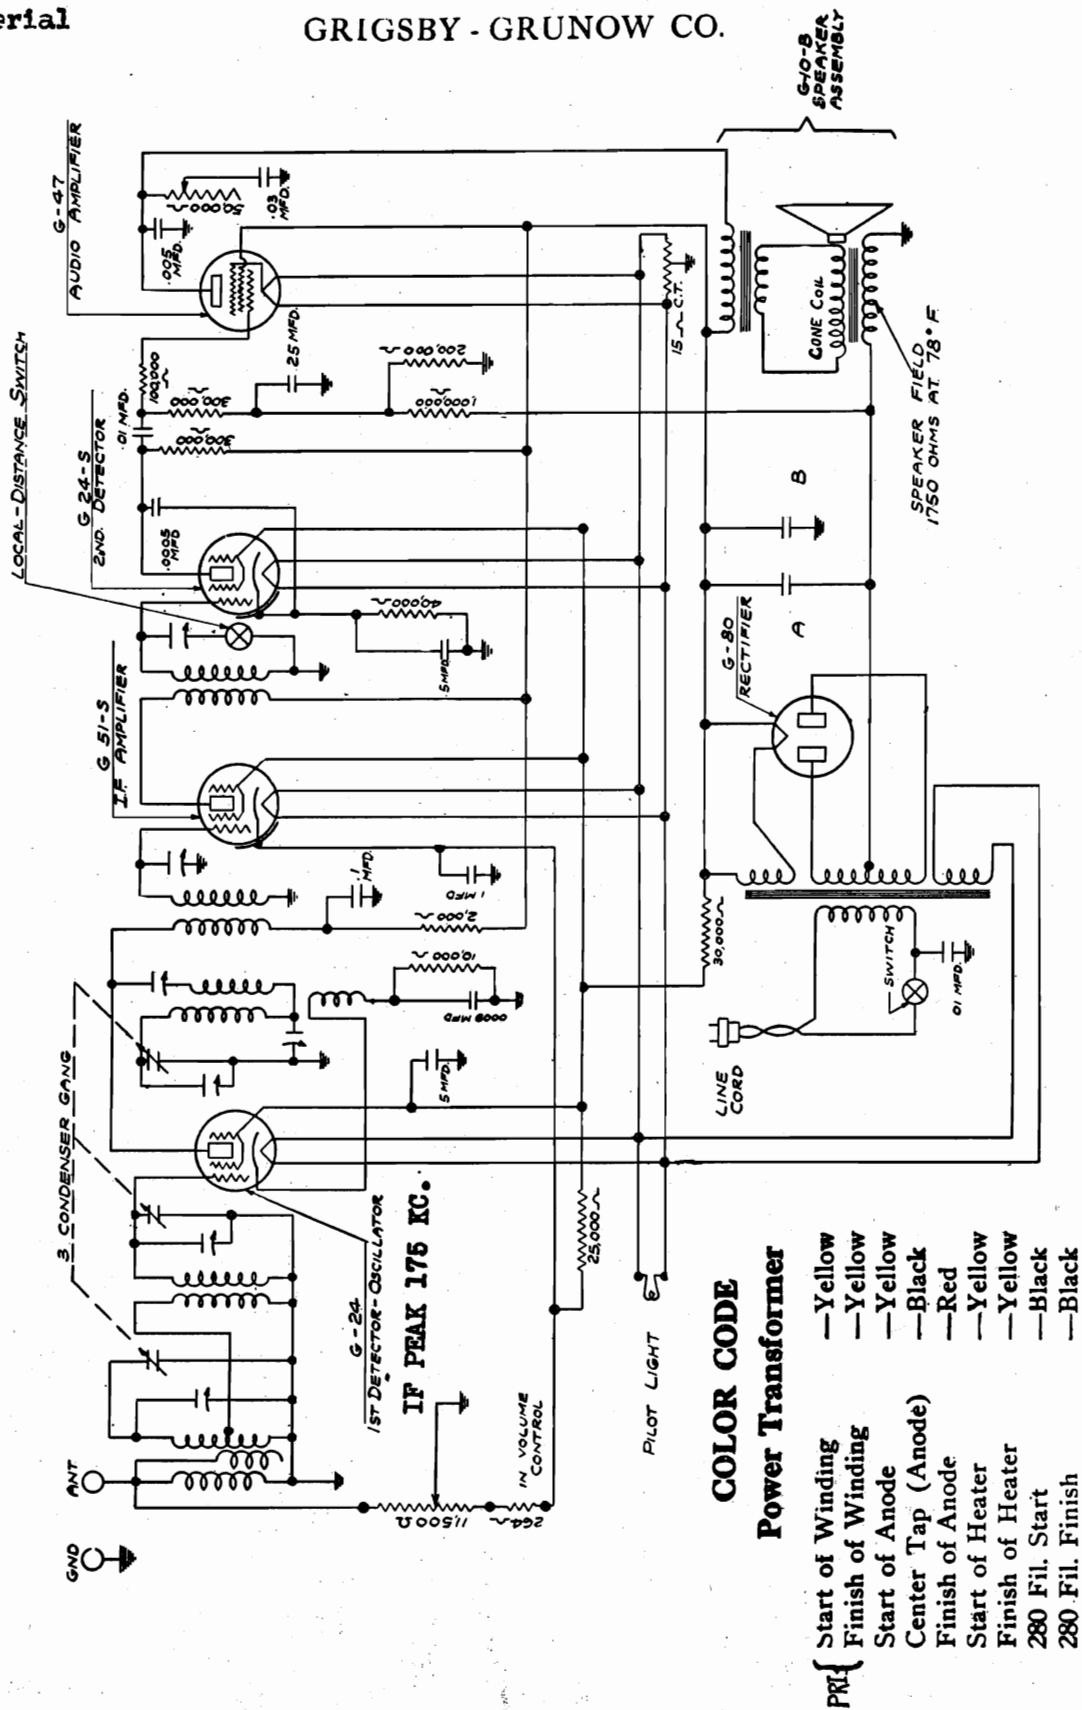 erial
GRIGSBY - GRUNOW CO.
G-10-B
SPEAKER
ASSEMBLY
G-47
AUDIO AMPLIFIER
.005
MFD.
.03
MFD.
LOCAL-DISTANCE SWITCH
G 24-S
2ND. DETECTOR
.01 MFD.
100,000
300,000
300,000
.25 MFD.
200,000
1,000,000
15 C.T.
CONE COIL
SPEAKER FIELD
1750 OHMS AT 78° F.
.0005
MFD
40,000
.5 MFD.
A
B
G-80
RECTIFIER
G 51-S
I.F AMPLIFIER
.1
MFD.
1 MFD
2,000
10,000
.0009 MFD
.5 MFD.
30,000
SWITCH
.01 MFD.
LINE
CORD
3 CONDENSER GANG
G-24
1ST DETECTOR-OSCILLATOR
IF PEAK 175 KC.
25,000
PILOT LIGHT
ANT
GND
11,500Ω
264
IN VOLUME
CONTROL
COLOR CODE
Power Transformer
PRI{ Start of Winding —Yellow
Finish of Winding —Yellow
Start of Anode —Yellow
Center Tap (Anode) —Black
Finish of Anode —Red
Start of Heater —Yellow
Finish of Heater —Yellow
280 Fil. Start —Black
280 Fil. Finish —Black